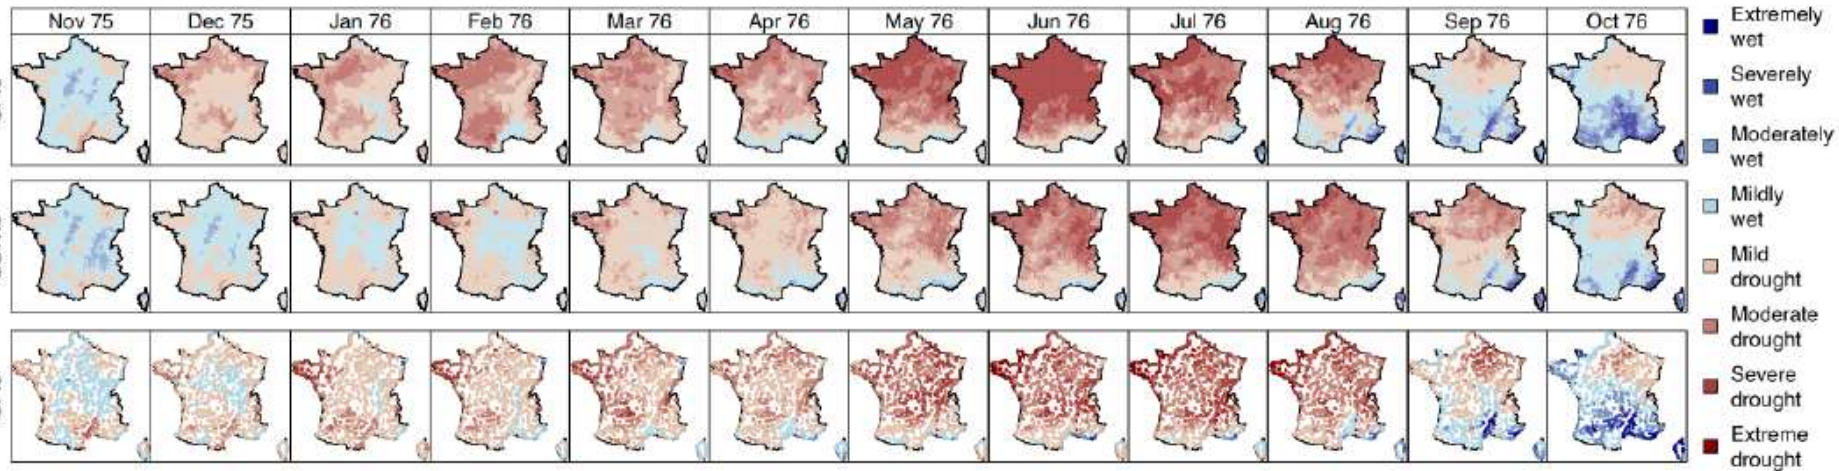 Nov 75 Dec 75 Jan 76 Feb 76 Mar 76 Apr 76 May 76 Jun 76 Jul 76 Aug 76 Sep 76 Oct 76
Extremely
wet
Severely
wet
Moderately
wet
Mildly
wet
Mild
drought
Moderate
drought
Severe
drought
Extreme
drought